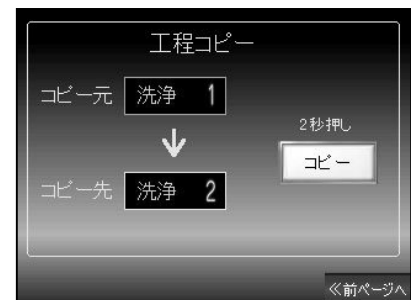 工程コピー
コピー元 洗浄 1
2秒押し
↓
コピー
コピー先 洗浄 2
≪前ページへ